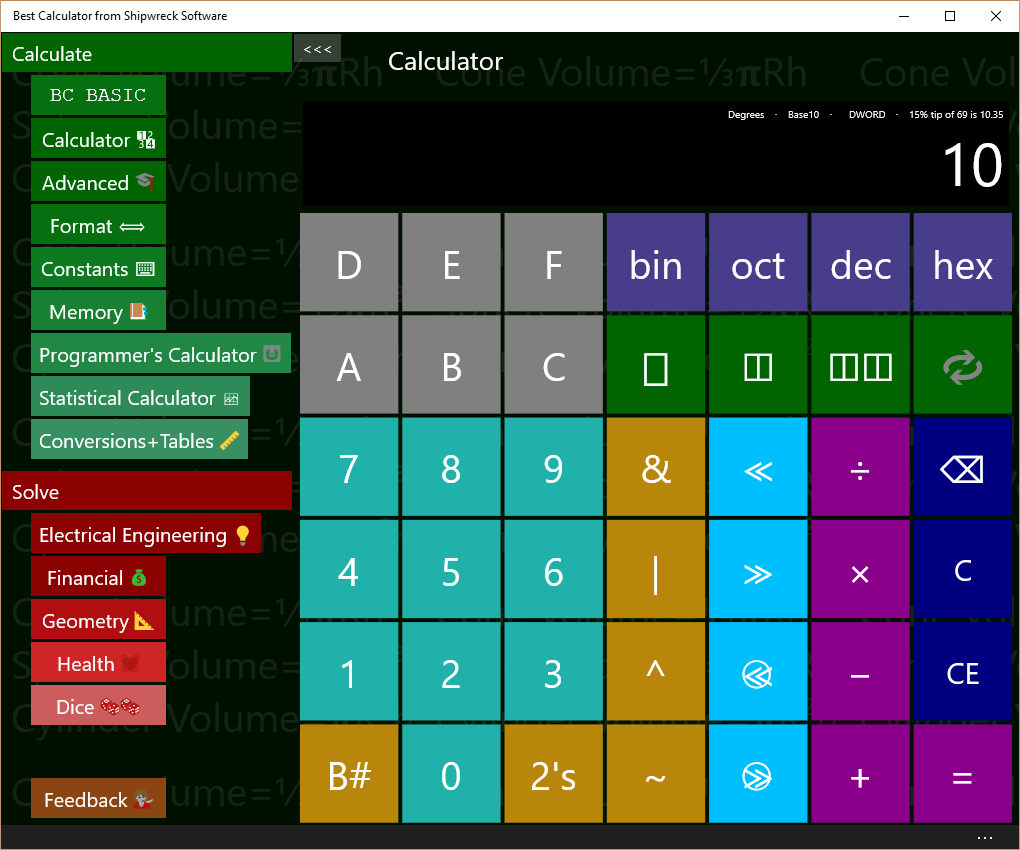 Best Calculator from Shipwreck Software
Calculate
<<<
Calculator
BC BASIC
Calculator
Advanced
Format
Constants
Memory
Programmer's Calculator
Statistical Calculator
Conversions+Tables
Solve
Electrical Engineering
Financial
Geometry
Health
Dice
Feedback
Degrees · Base10 · DWORD · 15% tip of 69 is 10.35
10
D E F bin oct dec hex
A B C
7 8 9 & ≪ ÷ ⌫
4 5 6 | ≫ × C
1 2 3 ^ ≪ − CE
B# 0 2's ~ ≫ + =
...
Cone Volume=⅓πRh Cone Volume=⅓πRh Cone Vol